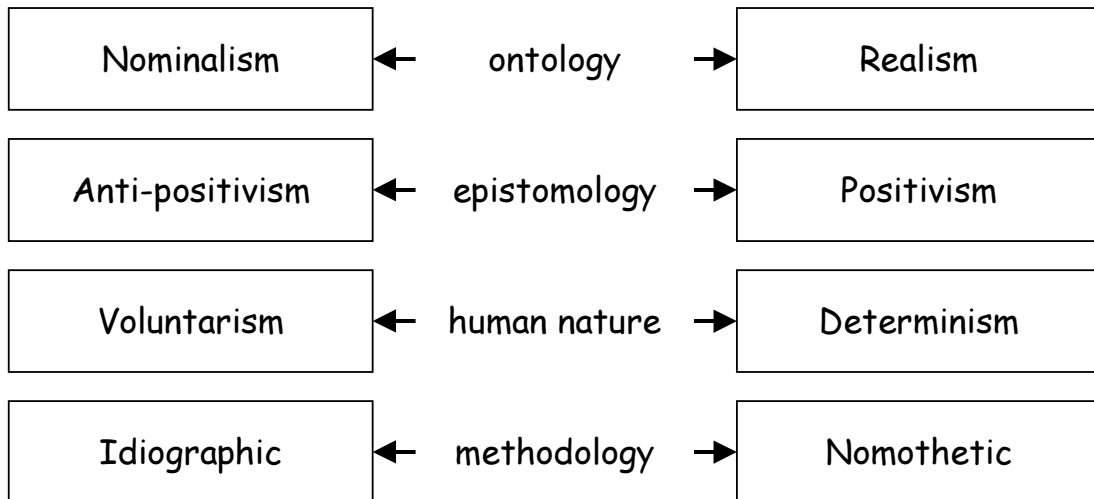 Nominalism ontology Realism
Anti-positivism epistomology Positivism
Voluntarism human nature Determinism
Idiographic methodology Nomothetic